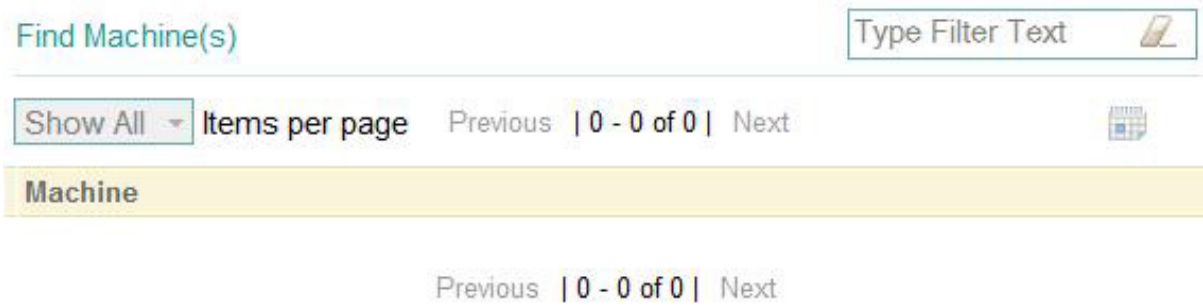 Find Machine(s)
Type Filter Text
Show All Items per page Previous | 0 - 0 of 0 | Next
Machine
Previous | 0 - 0 of 0 | Next